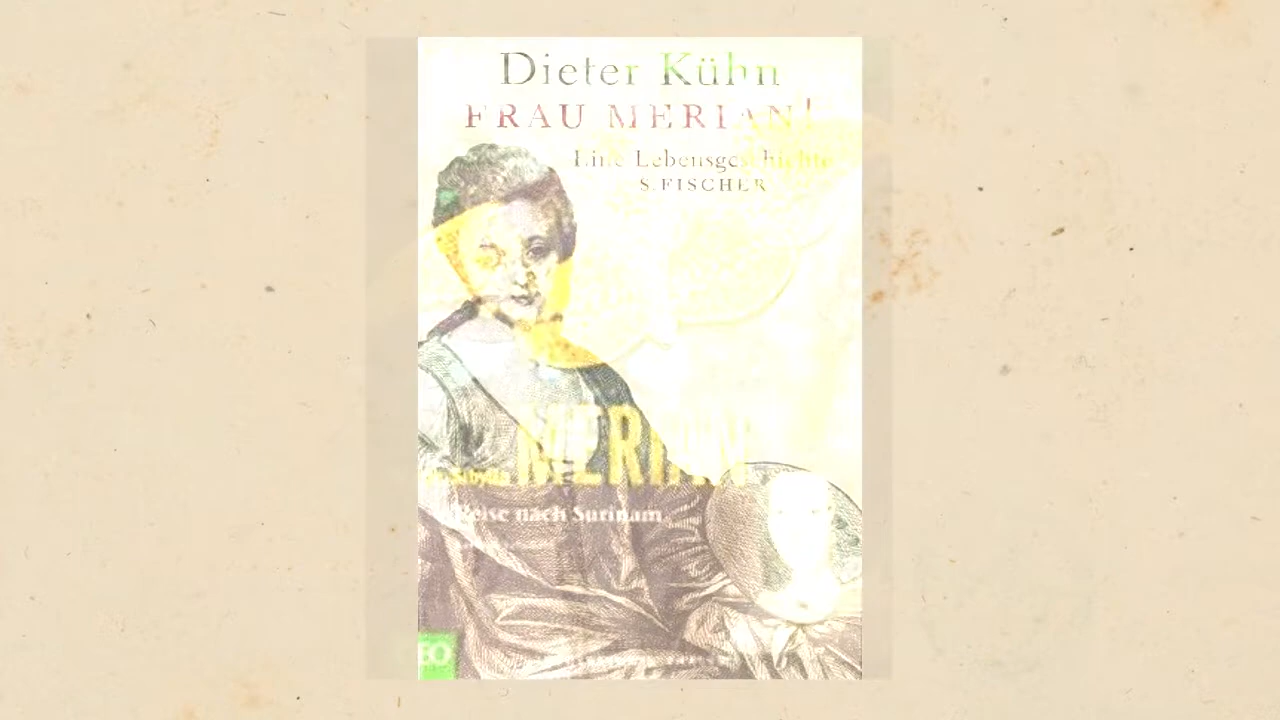 Dieter Kühn
FRAU MERIAN!
Eine Lebensgeschichte
S. FISCHER
MERIAN
Reise nach Surinam